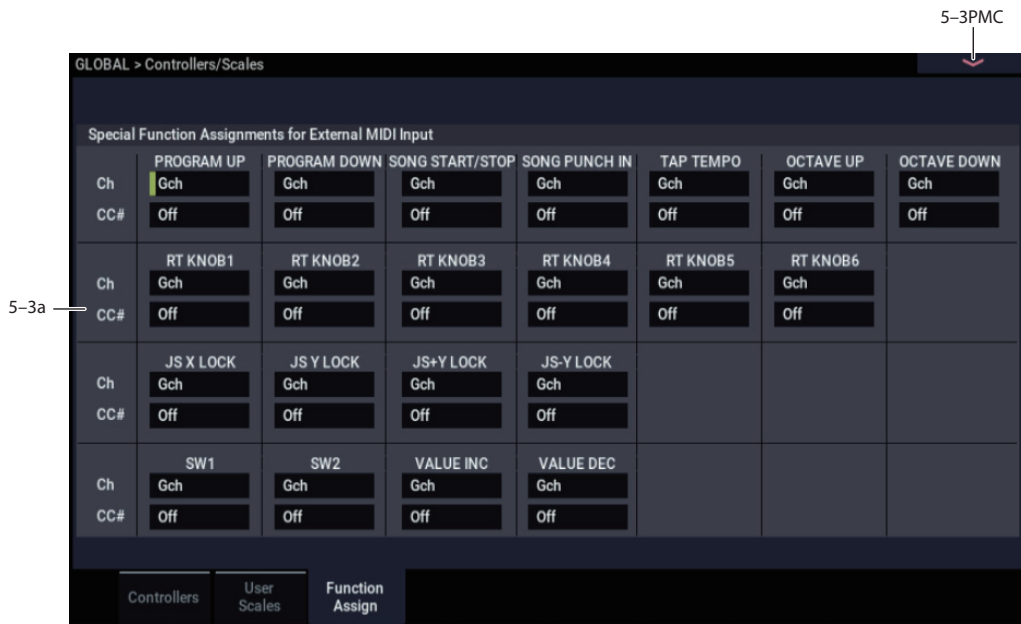 5–3PMC
GLOBAL > Controllers/Scales
Special Function Assignments for External MIDI Input
PROGRAM UP PROGRAM DOWN SONG START/STOP SONG PUNCH IN TAP TEMPO OCTAVE UP OCTAVE DOWN
Ch Gch Gch Gch Gch Gch Gch Gch
CC# Off Off Off Off Off Off Off
RT KNOB1 RT KNOB2 RT KNOB3 RT KNOB4 RT KNOB5 RT KNOB6
Ch Gch Gch Gch Gch Gch Gch
5–3a CC# Off Off Off Off Off Off
JS X LOCK JS Y LOCK JS+Y LOCK JS-Y LOCK
Ch Gch Gch Gch Gch
CC# Off Off Off Off
SW1 SW2 VALUE INC VALUE DEC
Ch Gch Gch Gch Gch
CC# Off Off Off Off
Controllers User Scales Function Assign